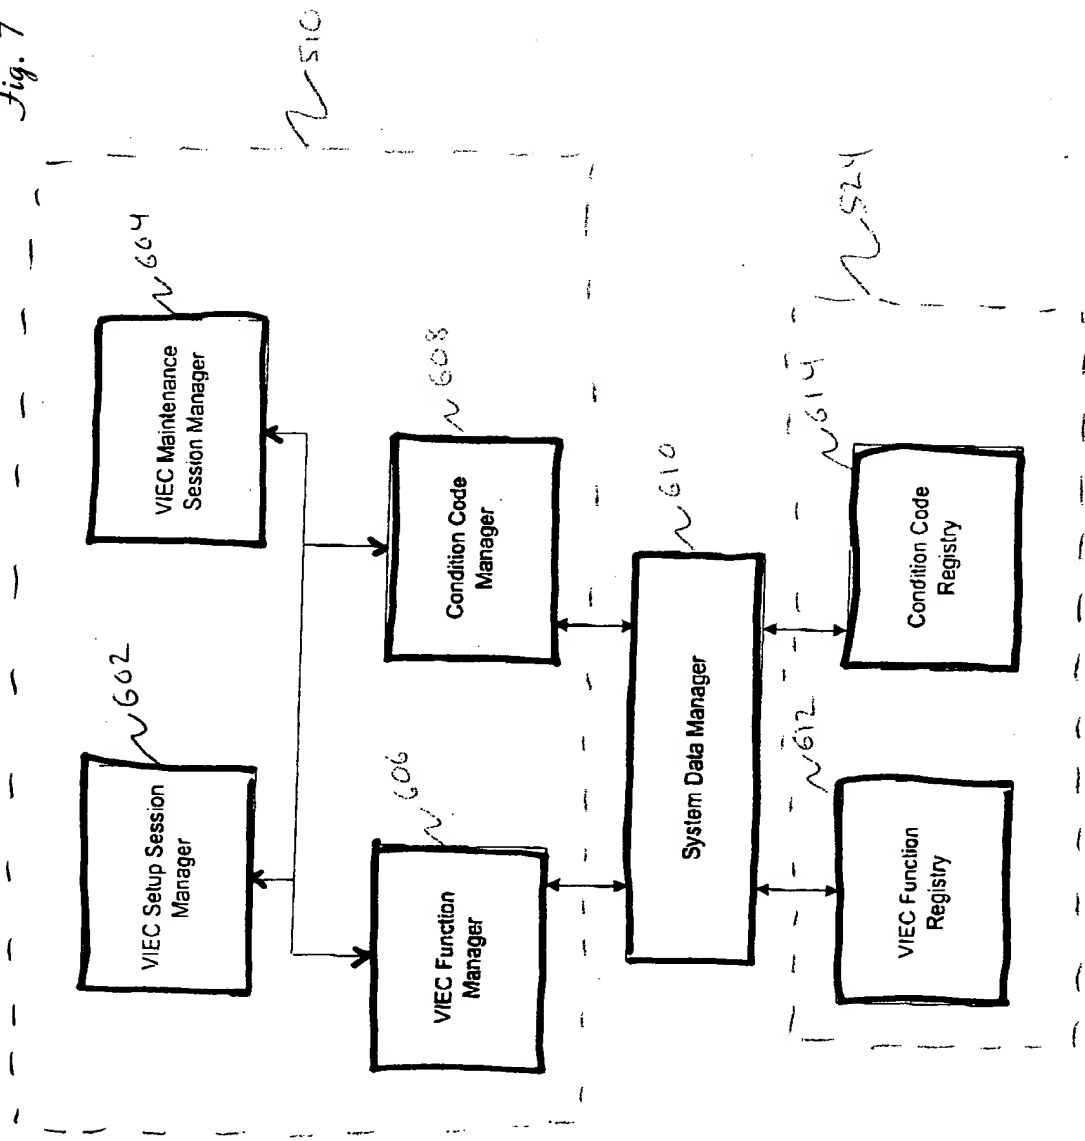 Fig. 7
510
VIEC Setup Session
Manager
602
VIEC Maintenance
Session Manager
604
VIEC Function
Manager
606
Condition Code
Manager
608
System Data Manager
610
524
VIEC Function
Registry
612
Condition Code
Registry
614